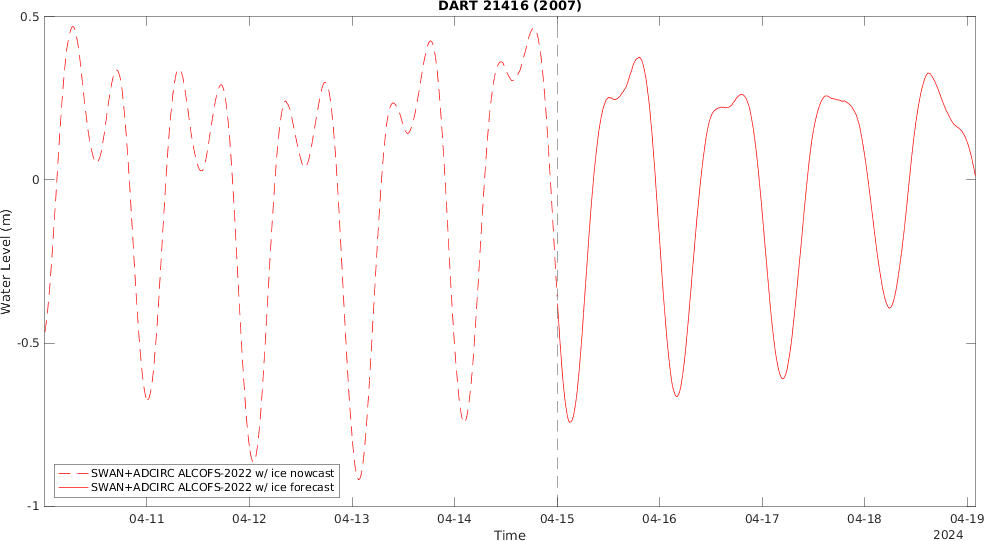 DART 21416 (2007)
0.5
0
-0.5
-1
Water Level (m)
SWAN+ADCIRC ALCOFS-2022 w/ ice nowcast
SWAN+ADCIRC ALCOFS-2022 w/ ice forecast
04-11 04-12 04-13 04-14 04-15 04-16 04-17 04-18 04-19
Time
2024